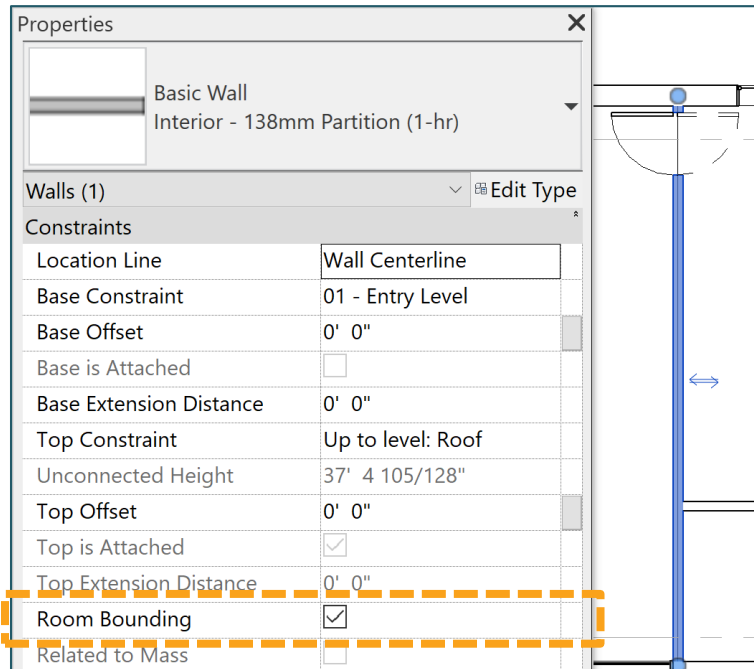 Properties
Basic Wall
Interior - 138mm Partition (1-hr)
Walls (1)
Edit Type
Constraints
Location Line Wall Centerline
Base Constraint 01 - Entry Level
Base Offset 0' 0"
Base is Attached
Base Extension Distance 0' 0"
Top Constraint Up to level: Roof
Unconnected Height 37' 4 105/128"
Top Offset 0' 0"
Top is Attached
Top Extension Distance 0' 0"
Room Bounding
Related to Mass